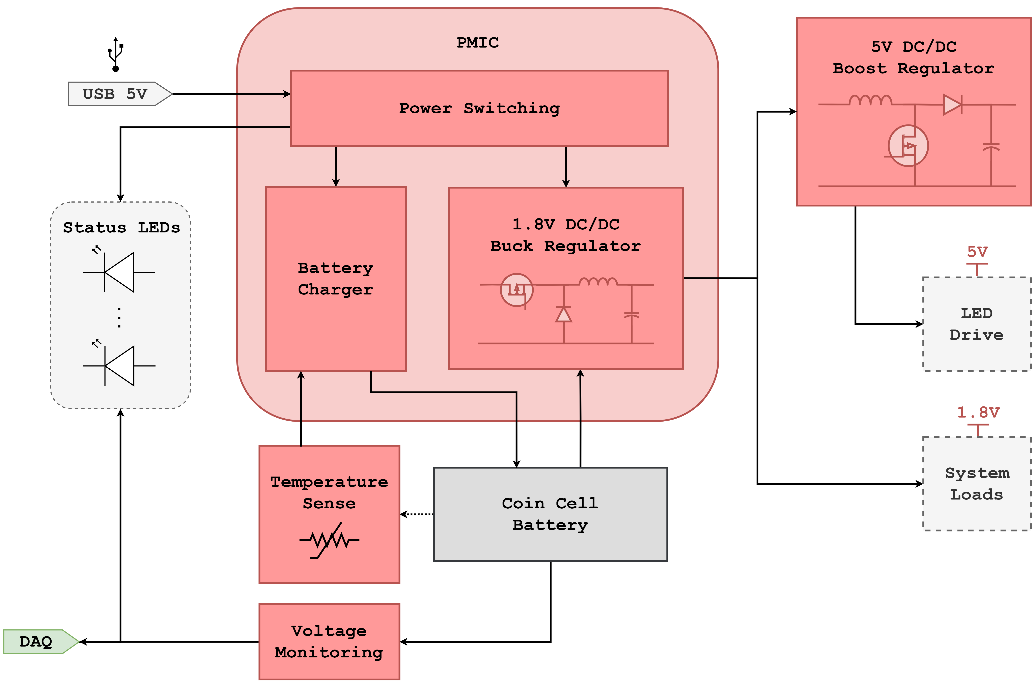 PMIC
USB 5V
Power Switching
5V DC/DC
Boost Regulator
Status LEDs
Battery
Charger
1.8V DC/DC
Buck Regulator
5V
LED
Drive
1.8V
System
Loads
Temperature
Sense
Coin Cell
Battery
DAQ
Voltage
Monitoring